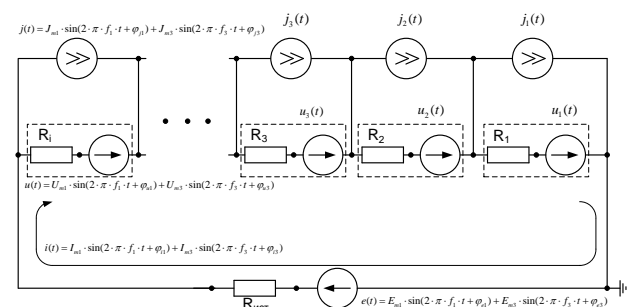 j(t) = J_{m1}·sin(2·π·f_1·t+φ_{j1}) + J_{m3}·sin(2·π·f_3·t+φ_{j3})
j_3(t)
j_2(t)
j_1(t)
u_3(t)
u_2(t)
u_1(t)
R_i
R_3
R_2
R_1
u(t) = U_{m1}·sin(2·π·f_1·t+φ_{u1}) + U_{m3}·sin(2·π·f_3·t+φ_{u3})
i(t) = I_{m1}·sin(2·π·f_1·t+φ_{i1}) + I_{m3}·sin(2·π·f_3·t+φ_{i3})
R_{ист}
e(t) = E_{m1}·sin(2·π·f_1·t+φ_{e1}) + E_{m3}·sin(2·π·f_3·t+φ_{e3})